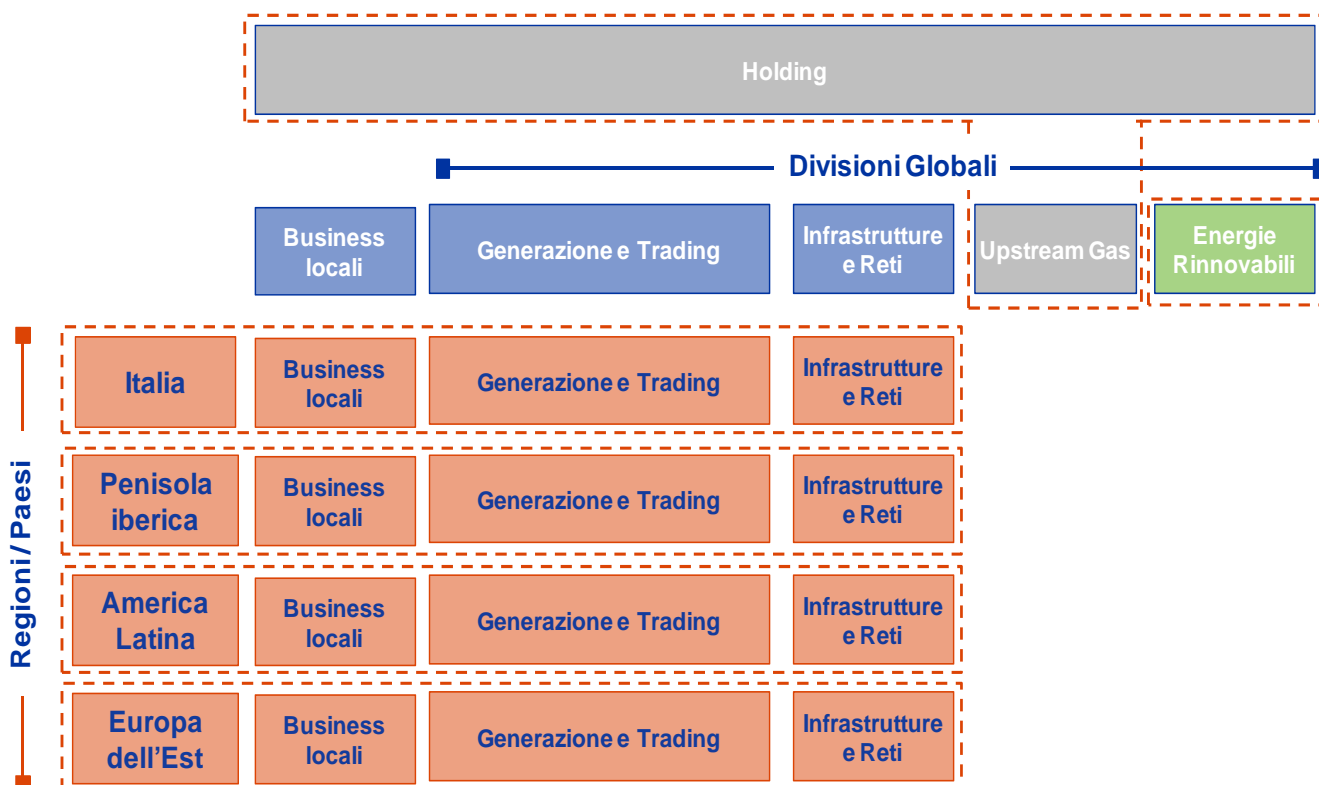 Holding
Divisioni Globali
Business
locali
Generazione e Trading
Infrastrutture
e Reti
Upstream Gas
Energie
Rinnovabili
Regioni / Paesi
Italia
Business
locali
Generazione e Trading
Infrastrutture
e Reti
Penisola
iberica
Business
locali
Generazione e Trading
Infrastrutture
e Reti
America
Latina
Business
locali
Generazione e Trading
Infrastrutture
e Reti
Europa
dell’Est
Business
locali
Generazione e Trading
Infrastrutture
e Reti